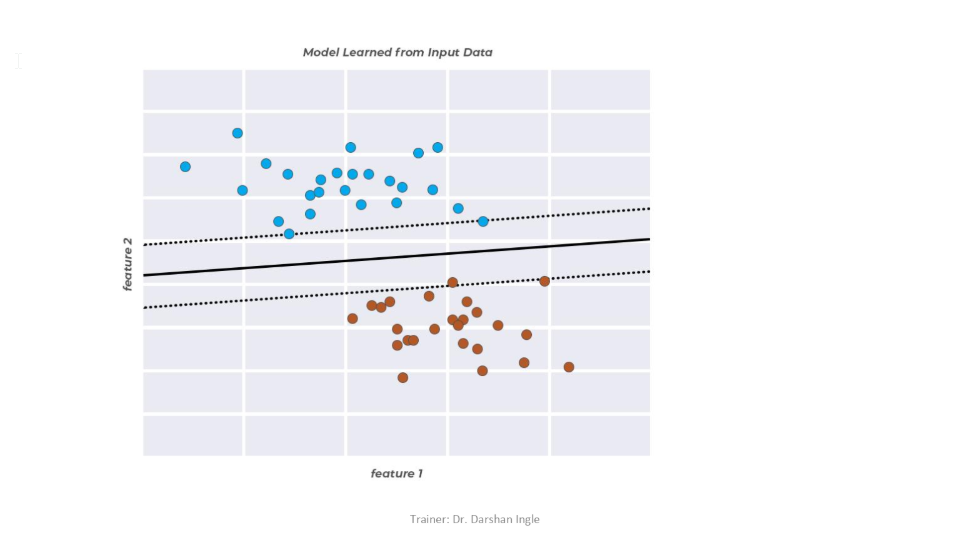 Model Learned from Input Data
feature 2
feature 1
Trainer: Dr. Darshan Ingle